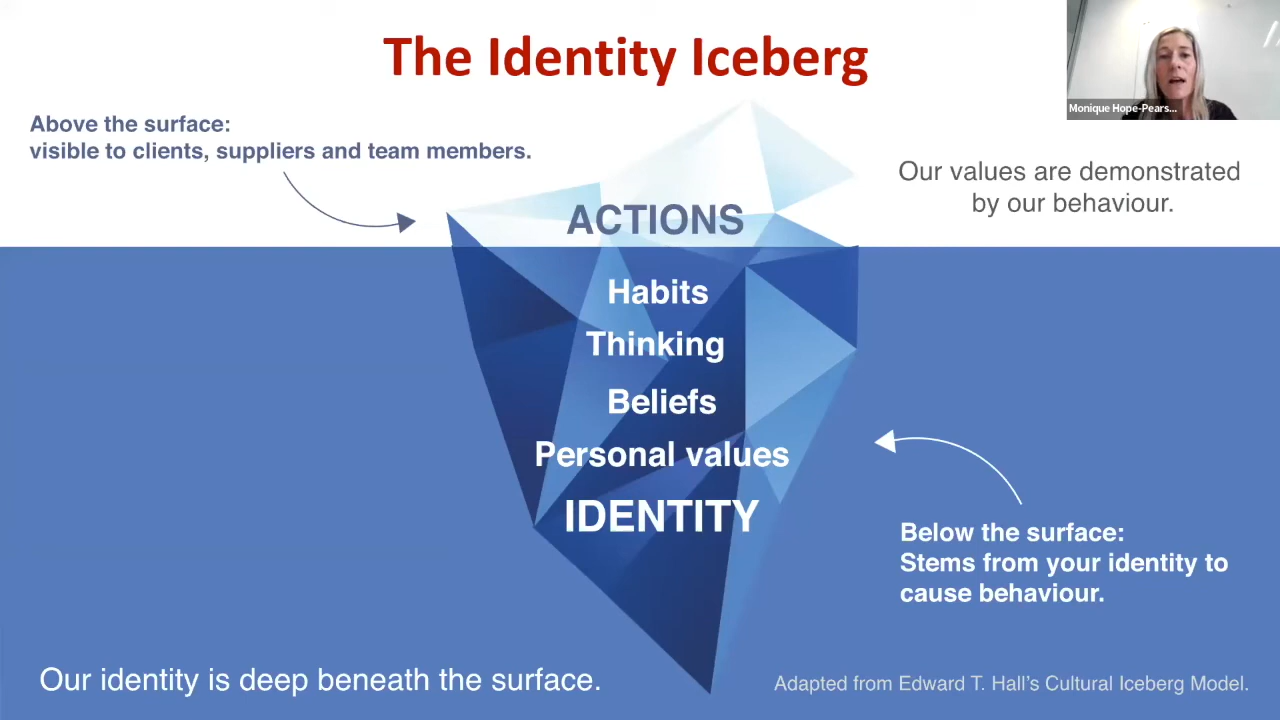 The Identity Iceberg
Monique Hope-Pears...
Above the surface:
visible to clients, suppliers and team members.
Our values are demonstrated
by our behaviour.
ACTIONS
Habits
Thinking
Beliefs
Personal values
IDENTITY
Below the surface:
Stems from your identity to
cause behaviour.
Our identity is deep beneath the surface.
Adapted from Edward T. Hall's Cultural Iceberg Model.